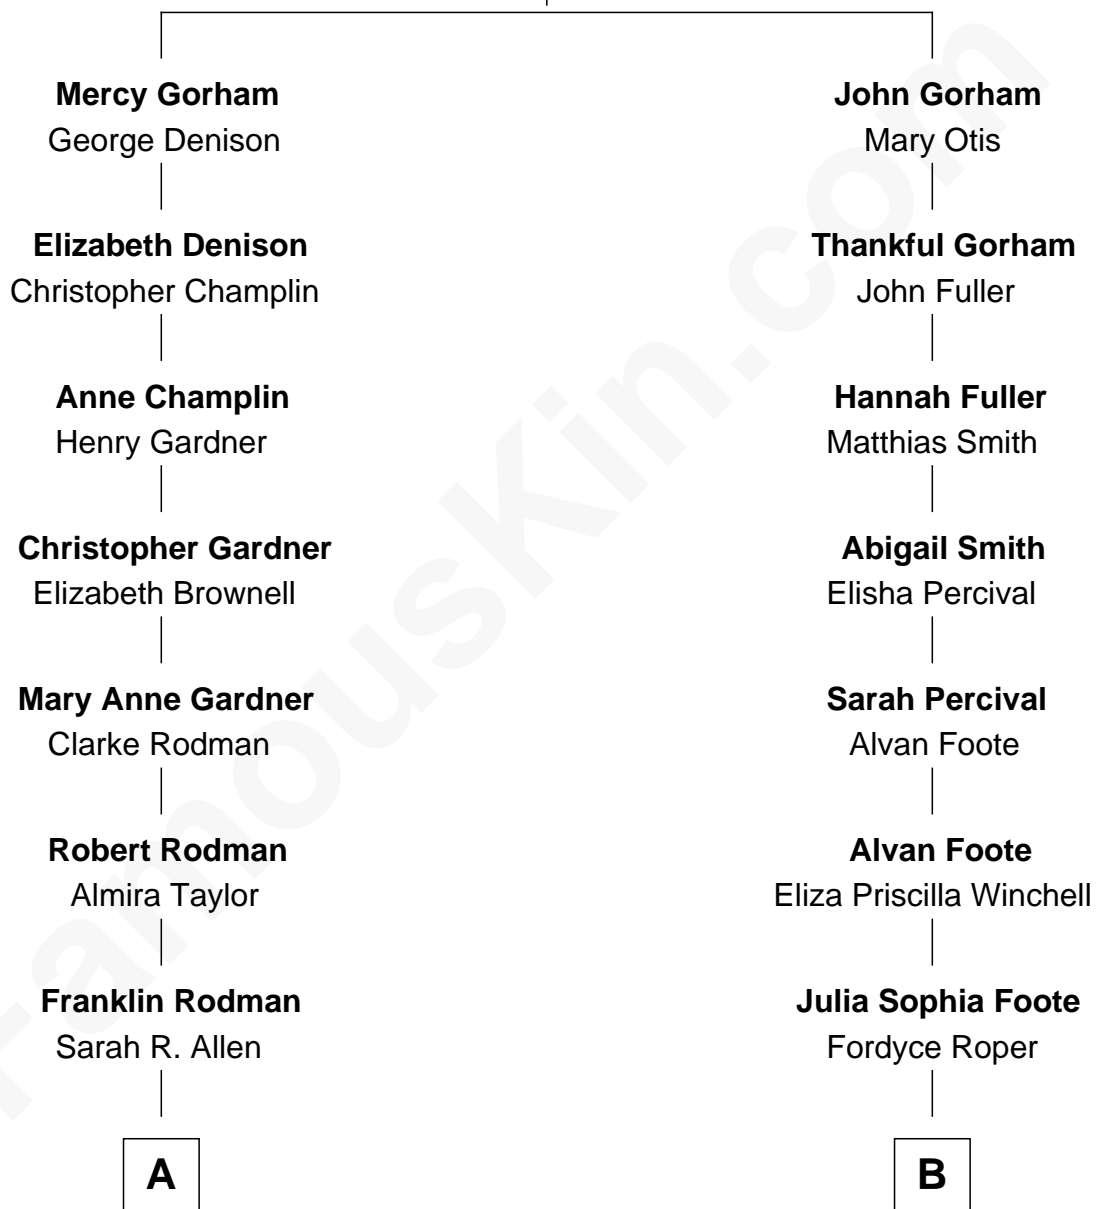 Mercy Gorham
George Denison
Elizabeth Denison
Christopher Champlin
Anne Champlin
Henry Gardner
Christopher Gardner
Elizabeth Brownell
Mary Anne Gardner
Clarke Rodman
Robert Rodman
Almira Taylor
Franklin Rodman
Sarah R. Allen
A
John Gorham
Mary Otis
Thankful Gorham
John Fuller
Hannah Fuller
Matthias Smith
Abigail Smith
Elisha Percival
Sarah Percival
Alvan Foote
Alvan Foote
Eliza Priscilla Winchell
Julia Sophia Foote
Fordyce Roper
B
FamousKin.com